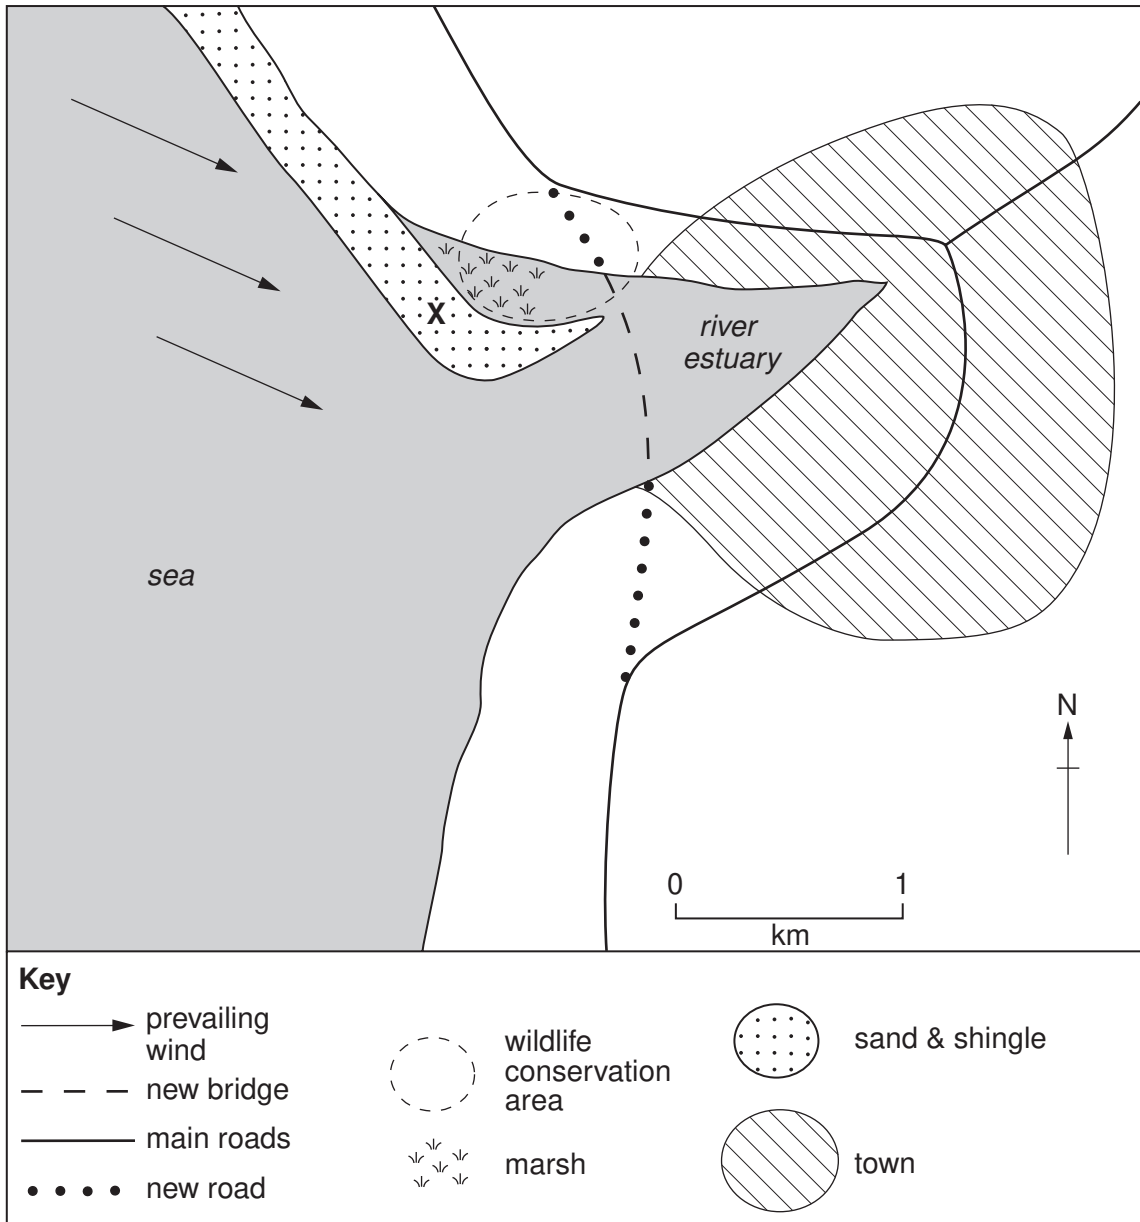 X
river
estuary
sea
N
0 1
km
Key
prevailing
wind
new bridge
main roads
new road
wildlife
conservation
area
marsh
sand & shingle
town